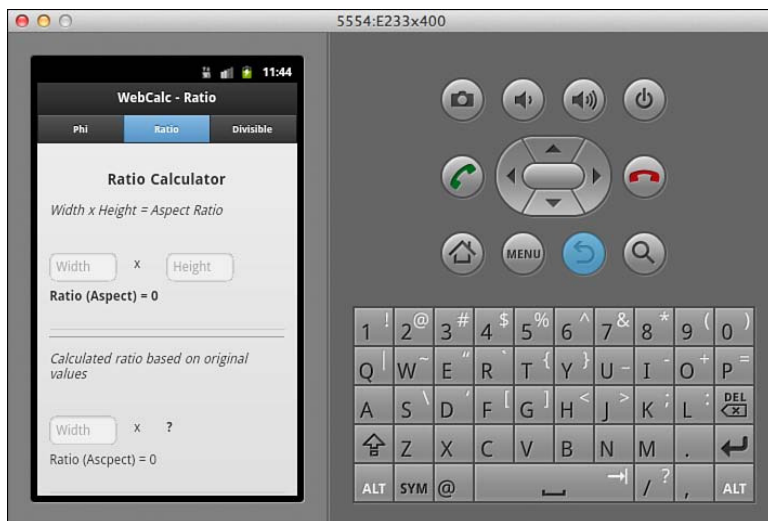 5554:E233x400
11:44
WebCalc - Ratio
Phi Ratio Divisible
Ratio Calculator
Width x Height = Aspect Ratio
Width x Height
Ratio (Aspect) = 0
Calculated ratio based on original
values
Width x ?
Ratio (Ascpect) = 0
MENU
1 ! 2 @ 3 # 4 $ 5 % 6 ^ 7 & 8 * 9 ( 0 )
Q | W ~ E " R ` T { Y } U _ I - O + P =
A S \ D ' F [ G ] H < J > K ; L : DEL
Z X C V B N M .
ALT SYM @ / ? , ALT